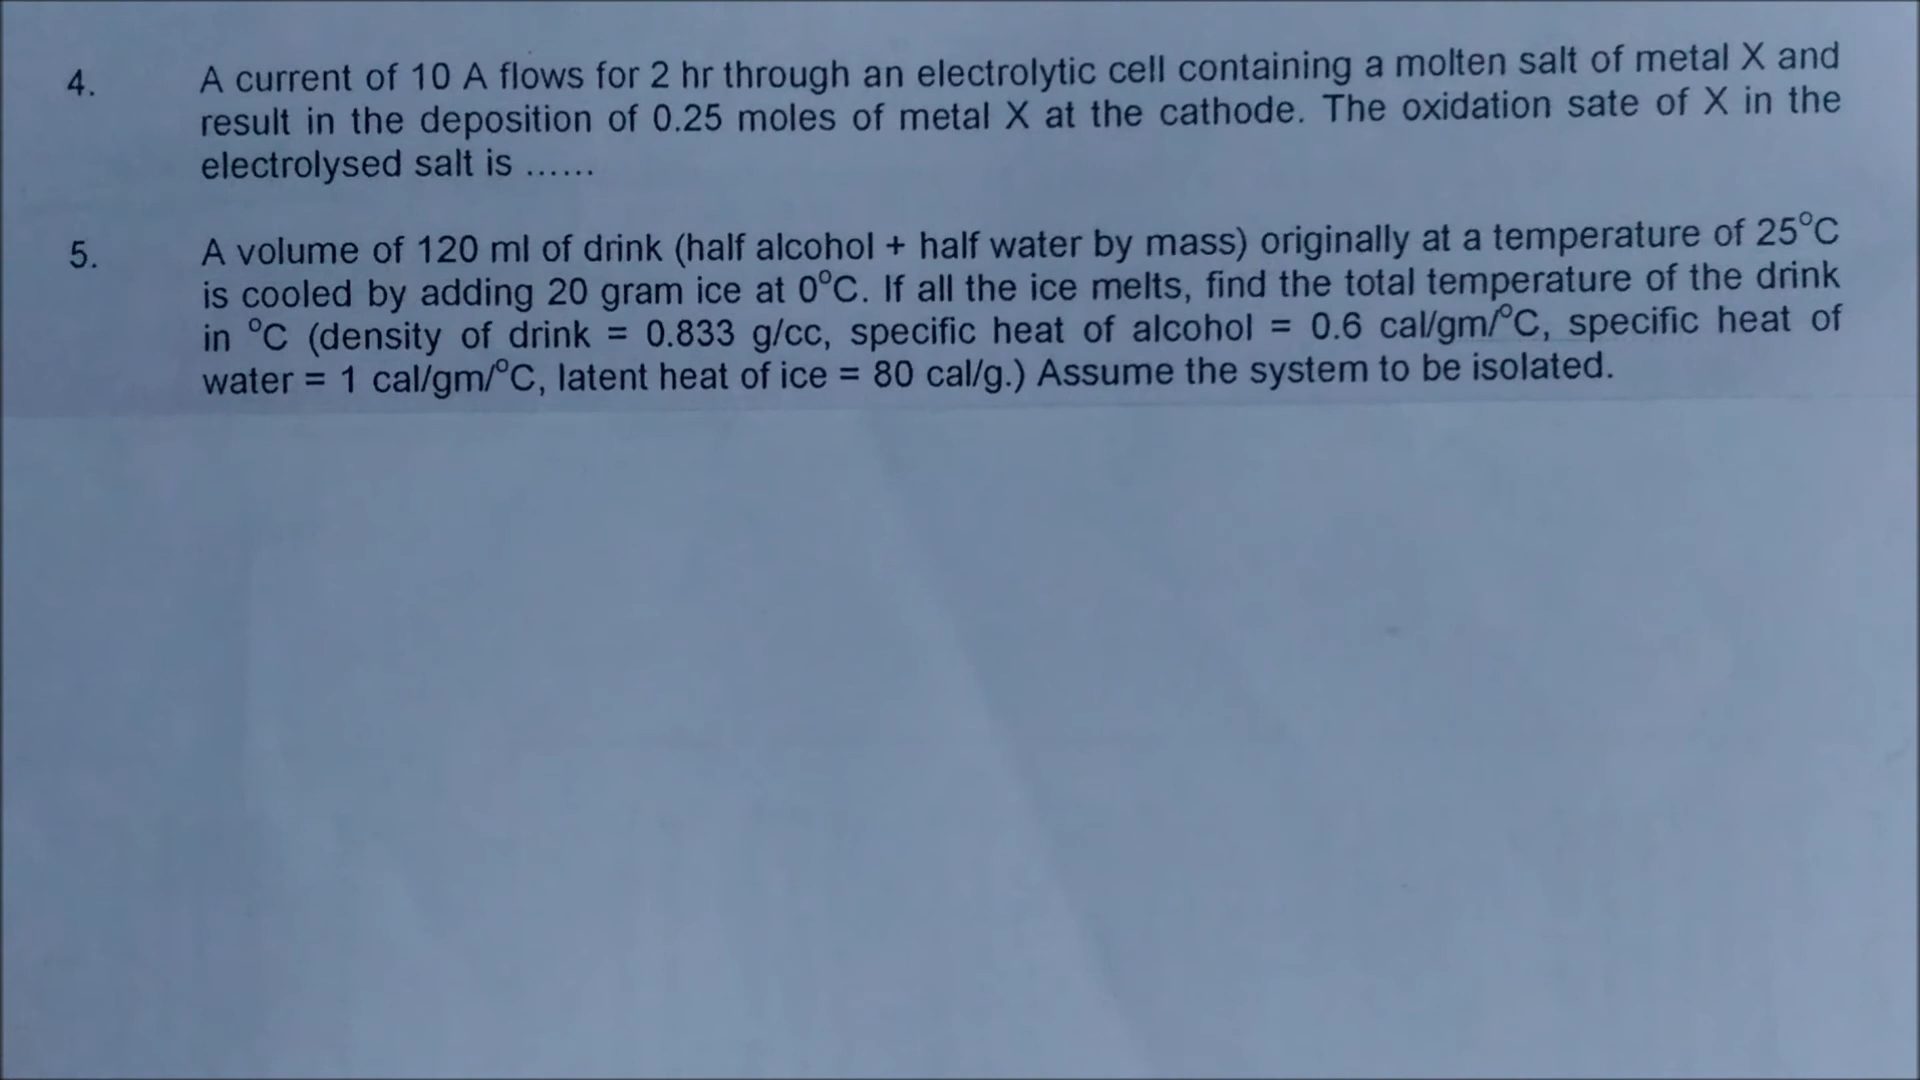 4. A current of 10 A flows for 2 hr through an electrolytic cell containing a molten salt of metal X and
result in the deposition of 0.25 moles of metal X at the cathode. The oxidation sate of X in the
electrolysed salt is ......
5. A volume of 120 ml of drink (half alcohol + half water by mass) originally at a temperature of 25°C
is cooled by adding 20 gram ice at 0°C. If all the ice melts, find the total temperature of the drink
in °C (density of drink = 0.833 g/cc, specific heat of alcohol = 0.6 cal/gm/°C, specific heat of
water = 1 cal/gm/°C, latent heat of ice = 80 cal/g.) Assume the system to be isolated.